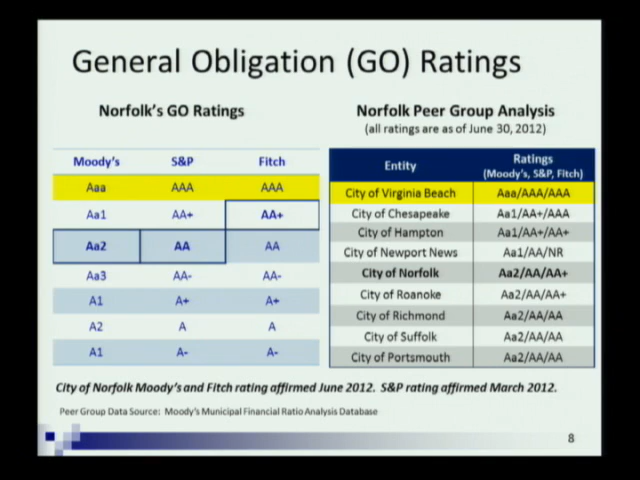 General Obligation (GO) Ratings
Norfolk's GO Ratings
Moody's S&P Fitch
Aaa AAA AAA
Aa1 AA+ AA+
Aa2 AA AA
Aa3 AA- AA-
A1 A+ A+
A2 A A
A1 A- A-
Norfolk Peer Group Analysis
(all ratings are as of June 30, 2012)
Entity Ratings
(Moody's, S&P, Fitch)
City of Virginia Beach Aaa/AAA/AAA
City of Chesapeake Aa1/AA+/AAA
City of Hampton Aa1/AA+/AA+
City of Newport News Aa1/AA/NR
City of Norfolk Aa2/AA/AA+
City of Roanoke Aa2/AA/AA+
City of Richmond Aa2/AA/AA
City of Suffolk Aa2/AA/AA
City of Portsmouth Aa2/AA/AA
City of Norfolk Moody's and Fitch rating affirmed June 2012. S&P rating affirmed March 2012.
Peer Group Data Source: Moody's Municipal Financial Ratio Analysis Database
8